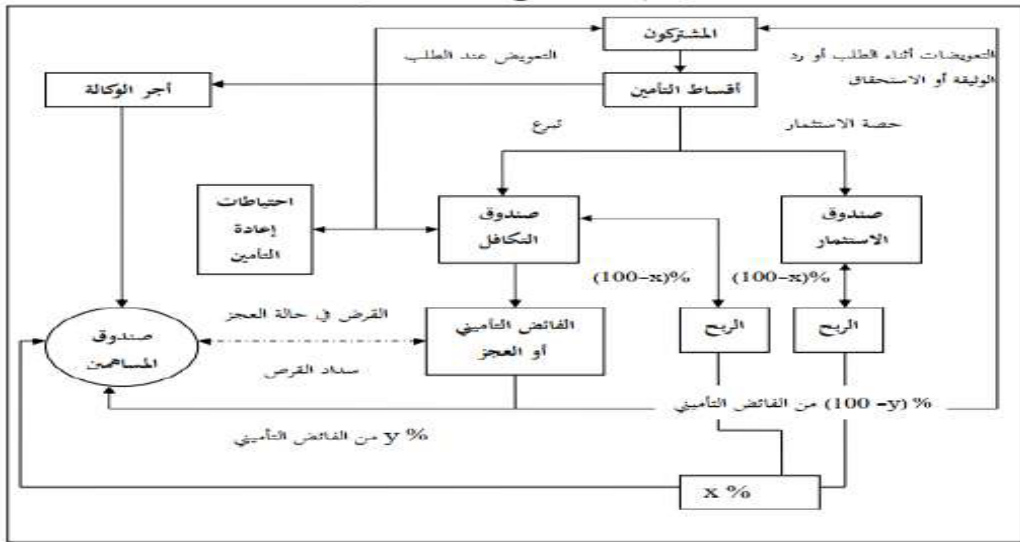 المشتركون
التعويض عند الطلب
التعويضات أثناء الطلب أو رد
الوثيقة أو الاستحقاق
أجر الوكالة
أقساط التأمين
تبرع
حصة الاستثمار
احتياطات
إعادة
التأمين
صندوق
التكافل
صندوق
الاستثمار
(100-x)%
(100-x)%
القرض في حالة العجز
صندوق
المساهمين
سداد القرص
الفائض التأميني
أو العجز
الربح
الربح
% (100 -y) من الفائض التأميني
% y من الفائض التأميني
x %